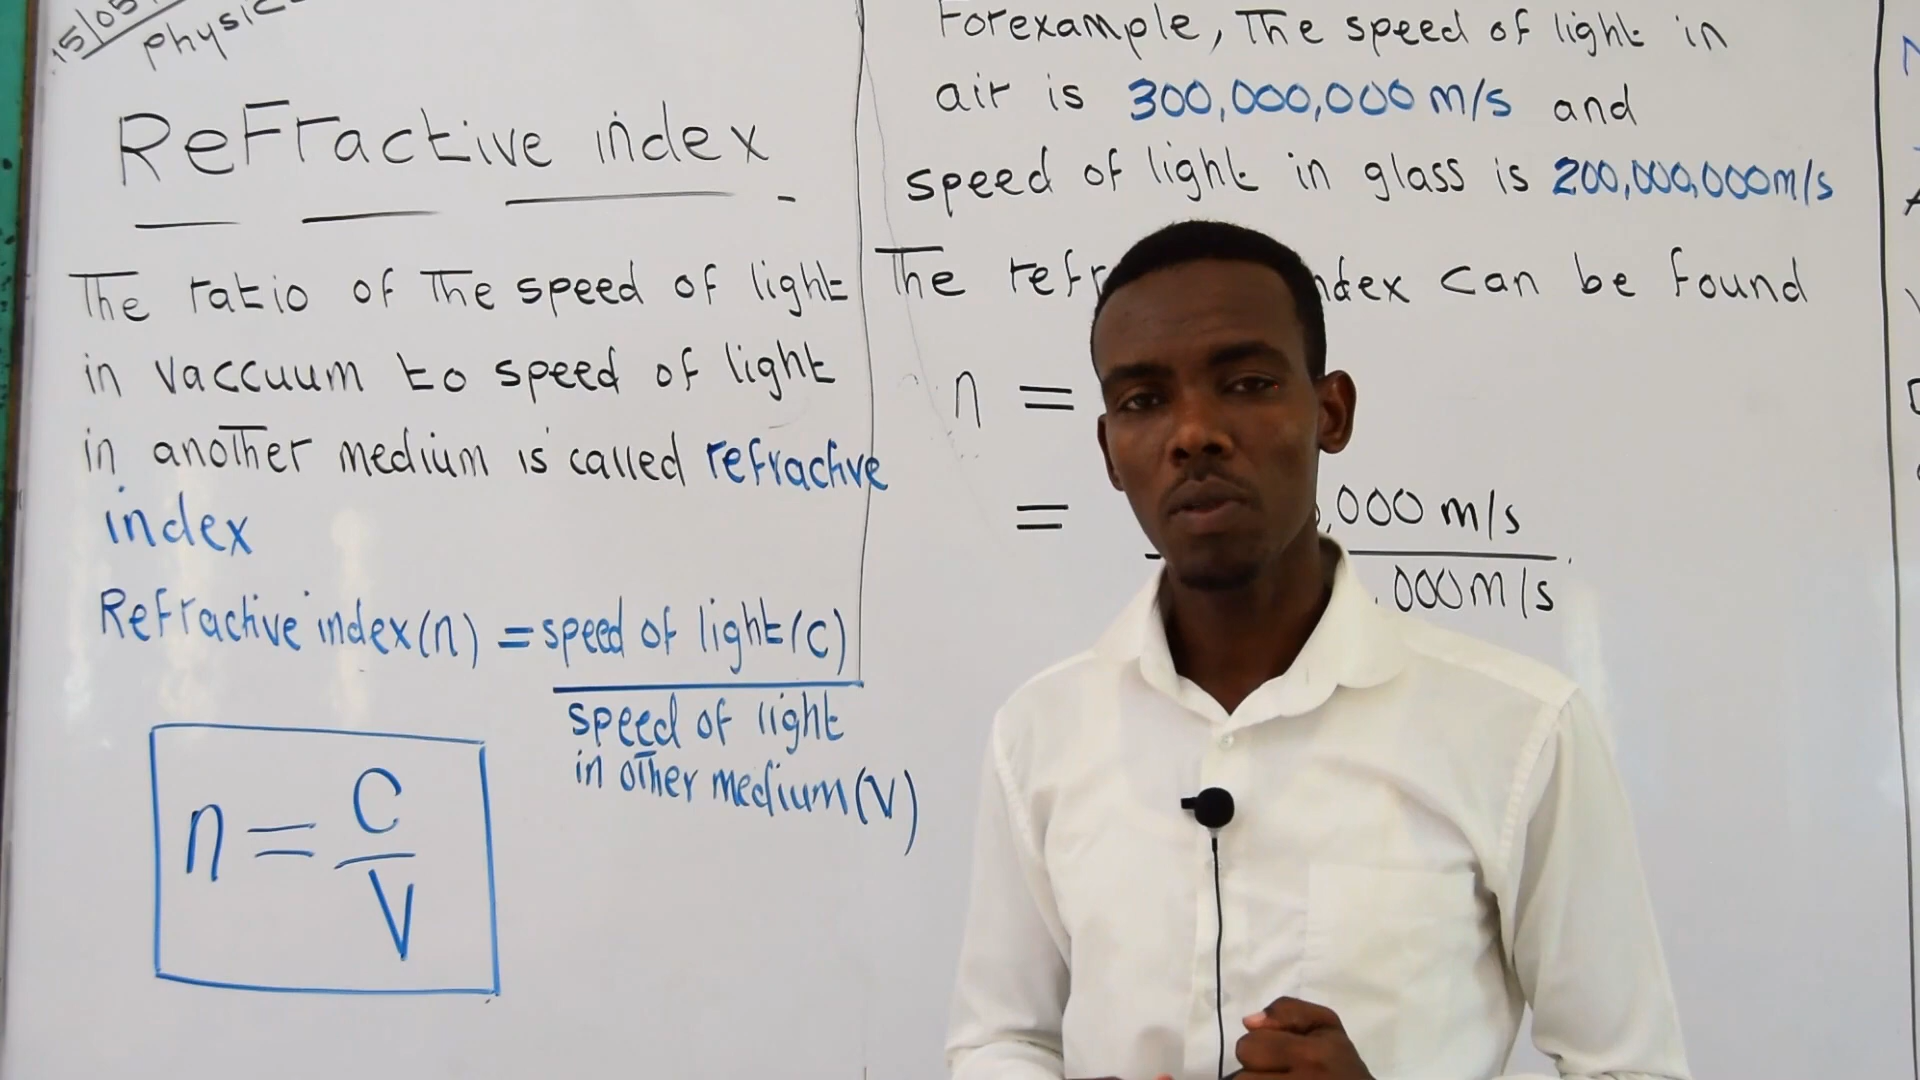 15/05
Physic
Refractive index
The ratio of The speed of light
in vaccuum to speed of light
in another medium is called refractive
index
Refractive index(n) = speed of light(c)
speed of light
in other medium(v)
n = C
V
Forexample, The speed of light in
air is 300,000,000 m/s and
speed of light in glass is 200,000,000m/s
The can be found
n =
= ,000 m/s
000m/s